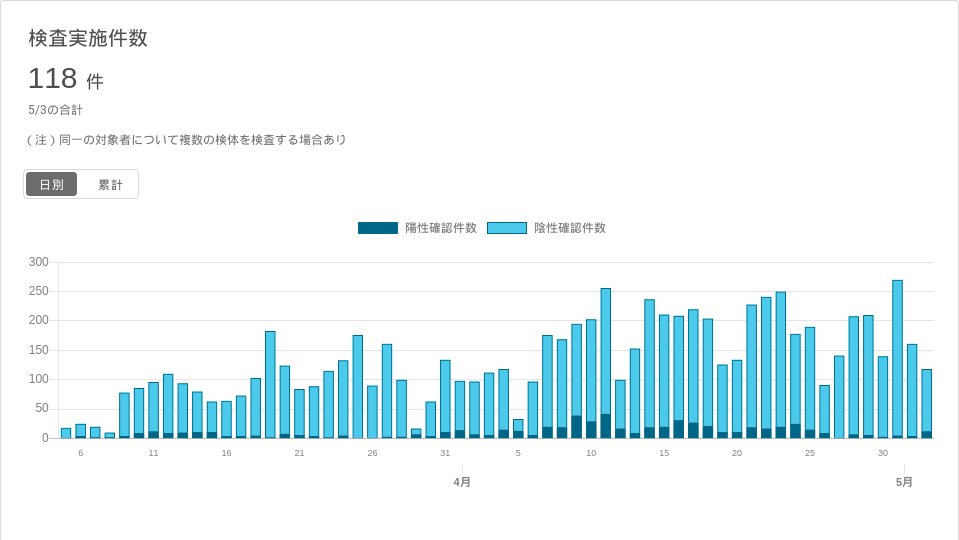 検査実施件数
118 件
5/3の合計
（注）同一の対象者について複数の検体を検査する場合あり
日別 累計
陽性確認件数 陰性確認件数
300
250
200
150
100
50
0
6 11 16 21 26 31 5 10 15 20 25 30
4月 5月